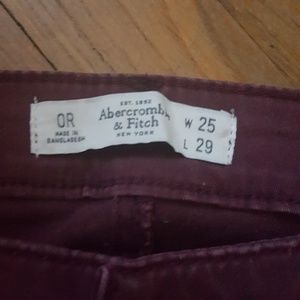 0R
MADE IN
BANGLADESH
EST. 1892
Abercrombie
& Fitch
NEW YORK
W 25
L 29